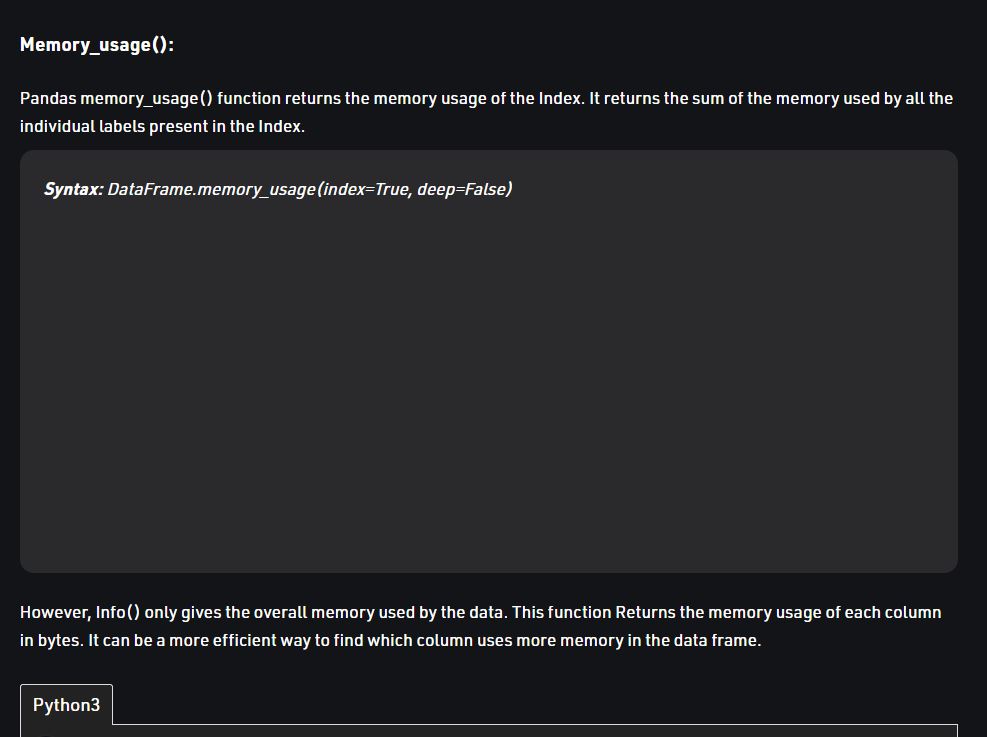 Memory_usage():
Pandas memory_usage() function returns the memory usage of the Index. It returns the sum of the memory used by all the
individual labels present in the Index.
Syntax: DataFrame.memory_usage(index=True, deep=False)
However, Info() only gives the overall memory used by the data. This function Returns the memory usage of each column
in bytes. It can be a more efficient way to find which column uses more memory in the data frame.
Python3